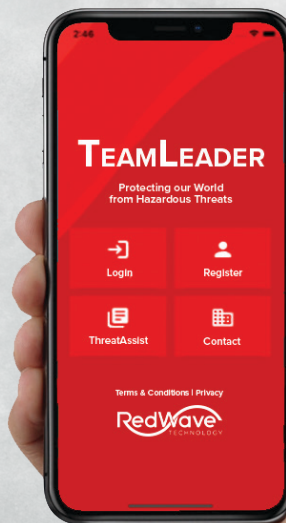 2:46
TEAMLEADER
Protecting our World
from Hazardous Threats
Login
Register
ThreatAssist
Contact
Terms & Conditions | Privacy
RedWave
TECHNOLOGY